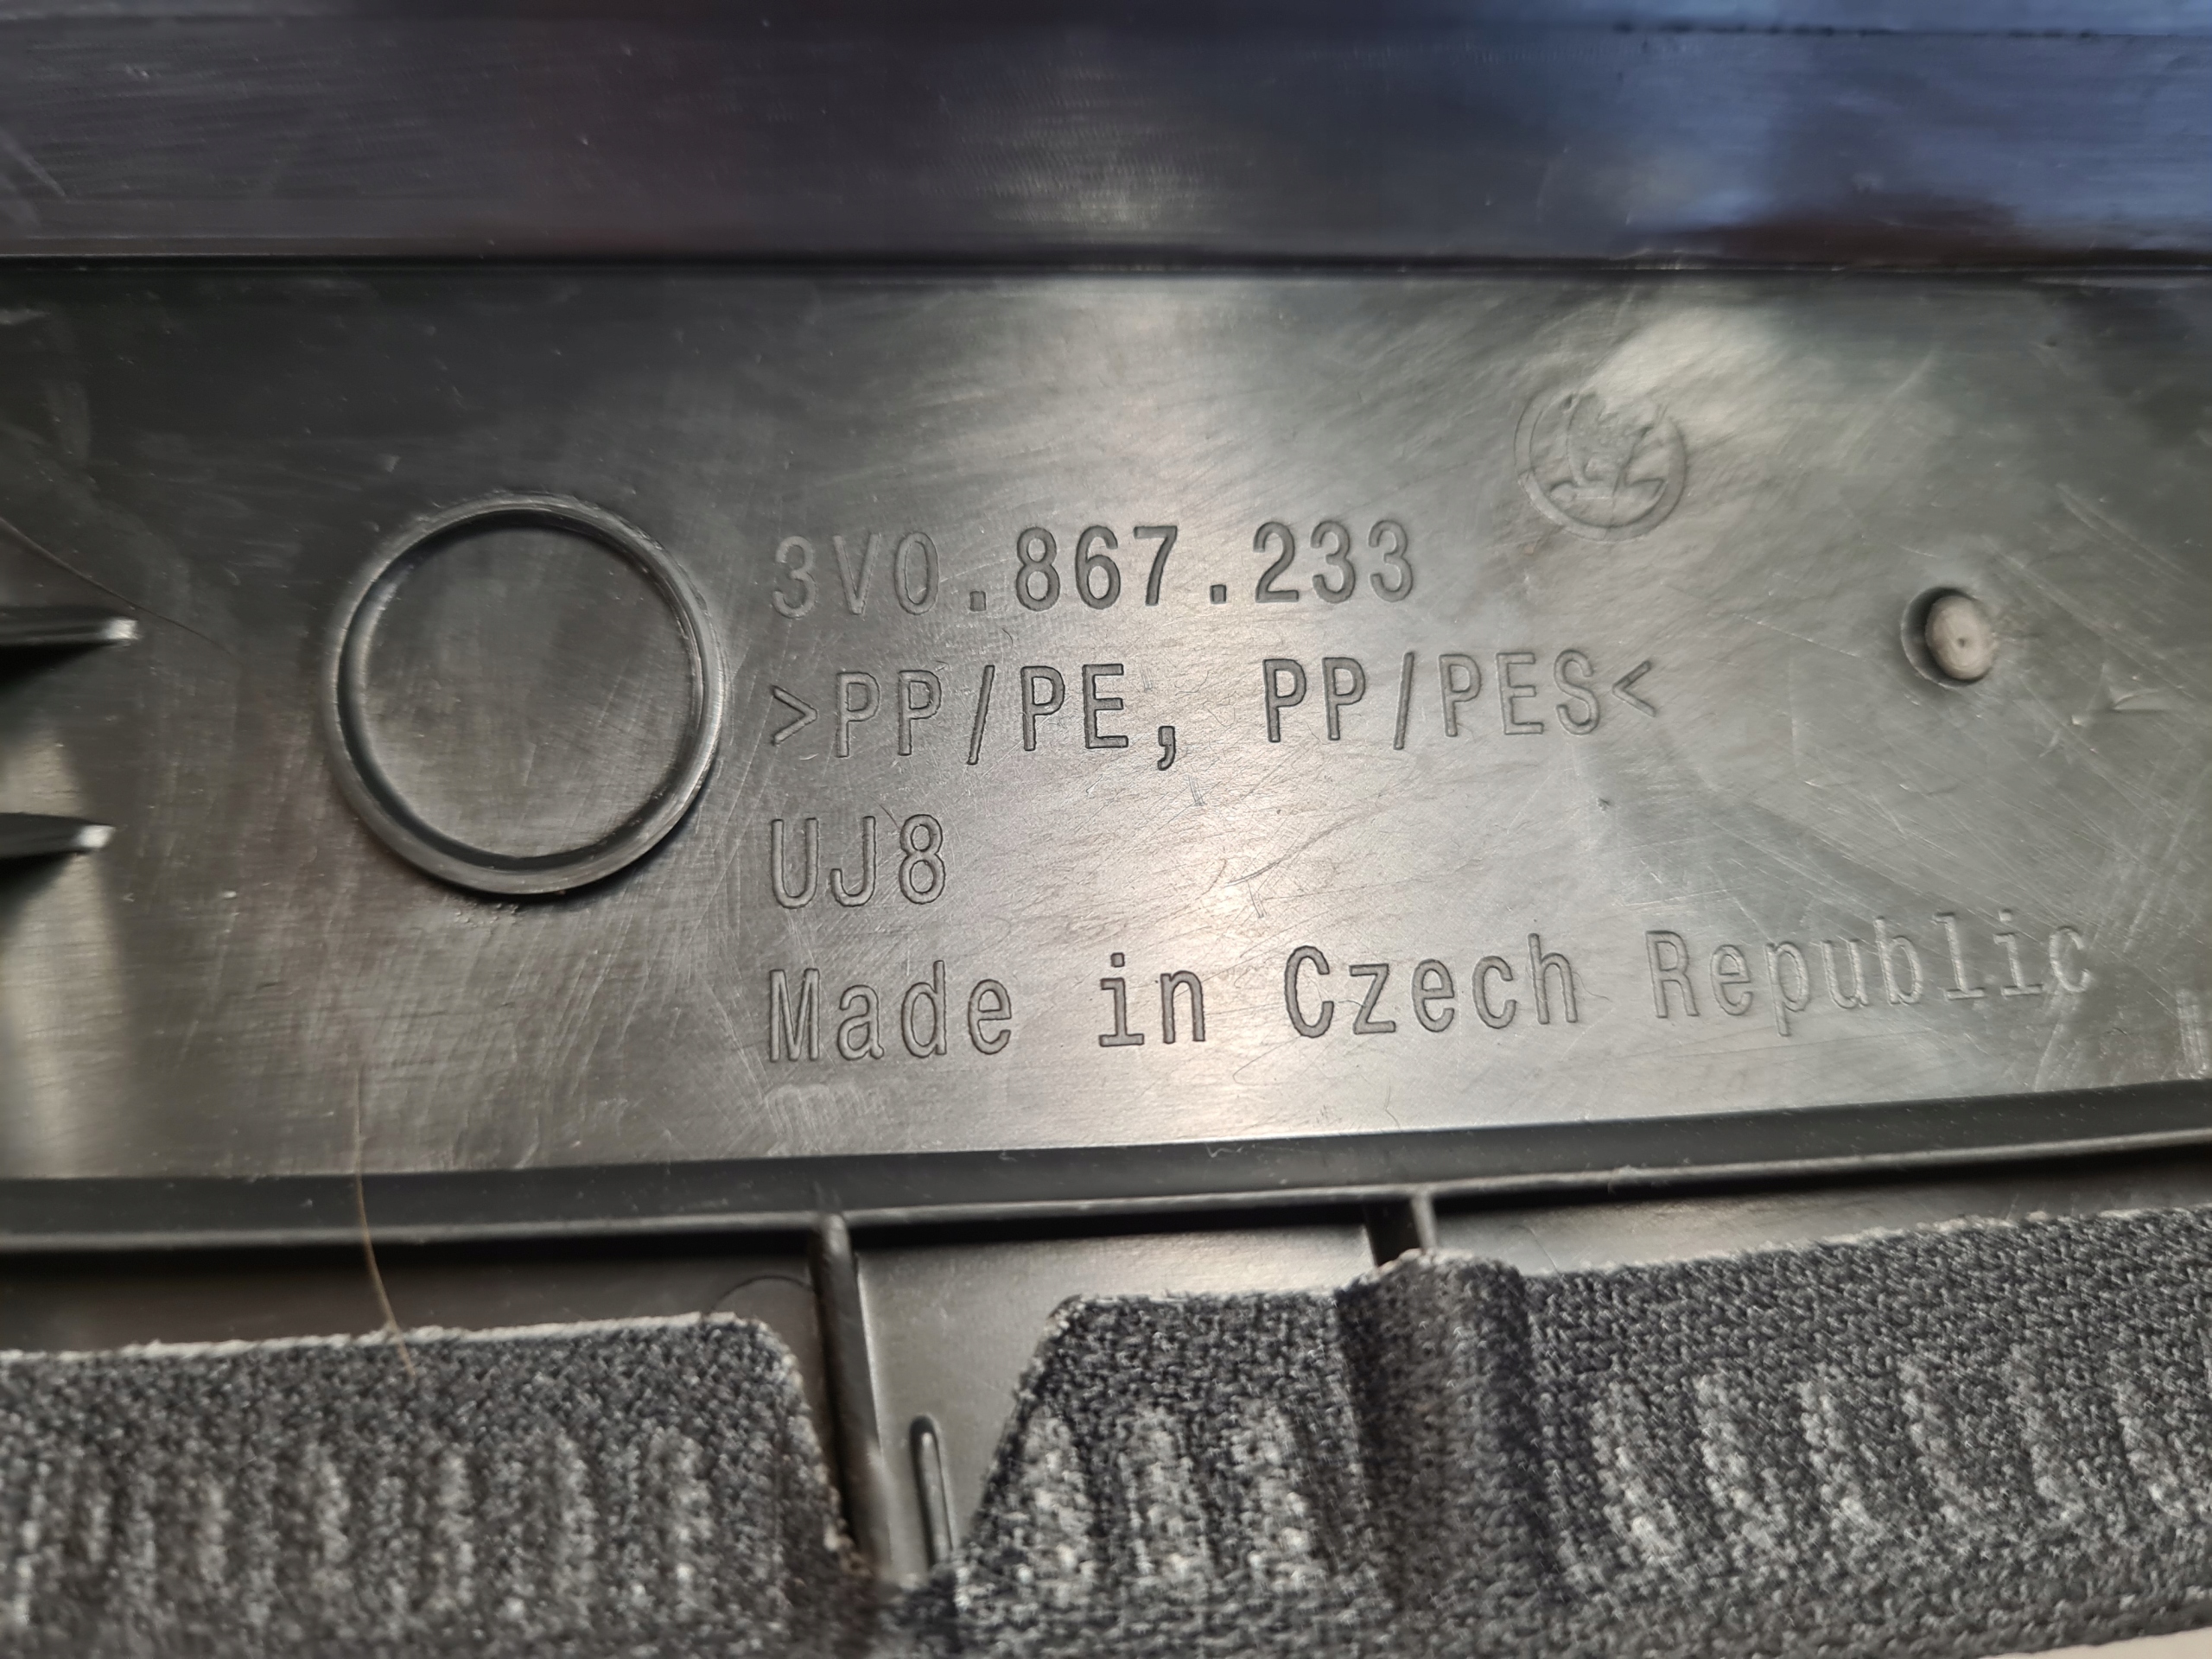 3V0.867.233
>PP/PE, PP/PES<
UJ8
Made in Czech Republic